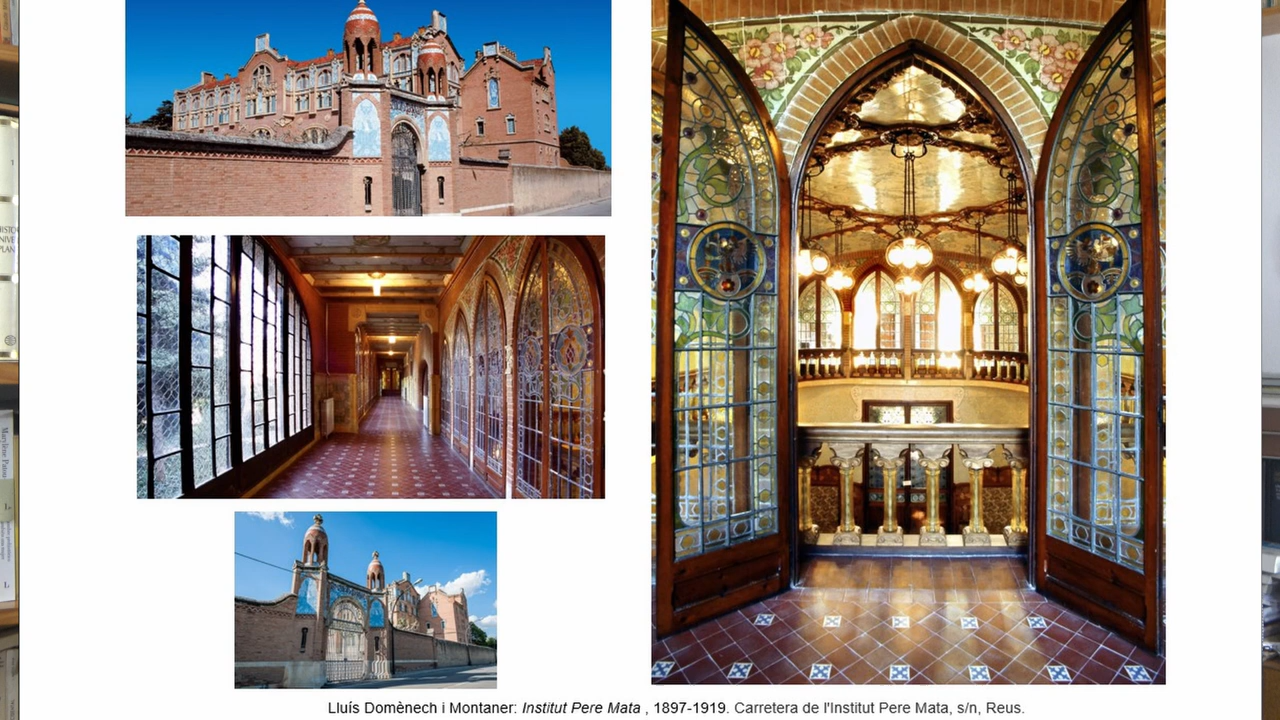 Lluís Domènech i Montaner: Institut Pere Mata , 1897-1919. Carretera de l'Institut Pere Mata, s/n, Reus.